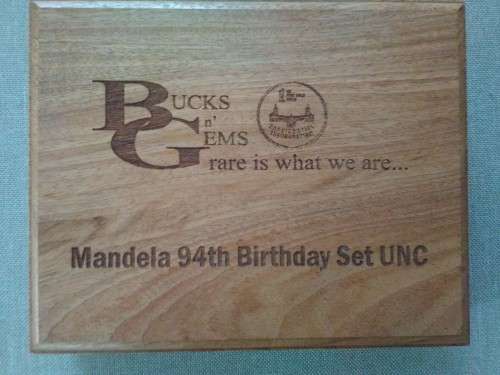 BUCKS
n'
GEMS
rare is what we are...
Mandela 94th Birthday Set UNC